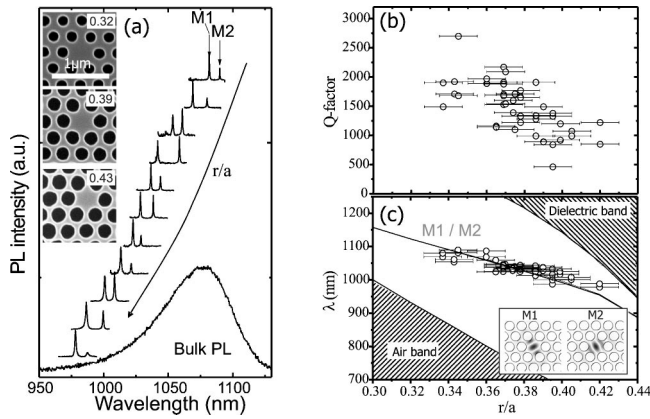 (a)
0.32
1µm
0.39
0.43
M1
M2
r/a
Bulk PL
PL intensity (a.u.)
950 1000 1050 1100
Wavelength (nm)
(b)
3000
2500
2000
1500
1000
500
0
Q-factor
(c)
1200
1100
1000
900
800
700
λ (nm)
M1 / M2
Dielectric band
Air band
M1 M2
0.30 0.32 0.34 0.36 0.38 0.40 0.42 0.44
r/a